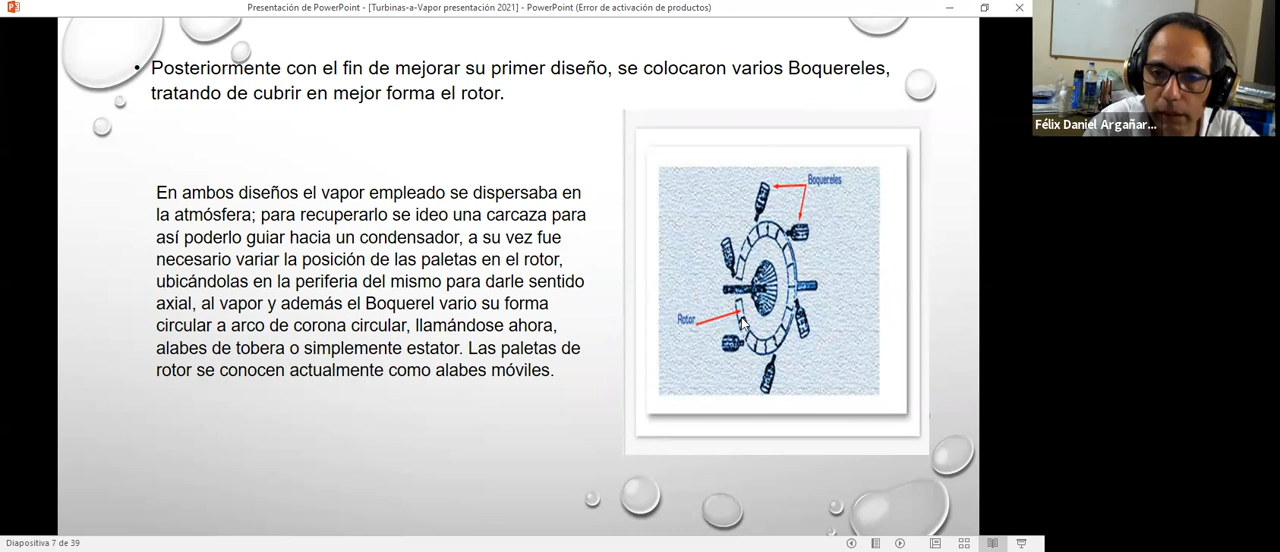 Presentación de PowerPoint - [Turbinas-a-Vapor presentación 2021] - PowerPoint (Error de activación de productos)
• Posteriormente con el fin de mejorar su primer diseño, se colocaron varios Boquereles,
tratando de cubrir en mejor forma el rotor.
En ambos diseños el vapor empleado se dispersaba en
la atmósfera; para recuperarlo se ideo una carcaza para
así poderlo guiar hacia un condensador, a su vez fue
necesario variar la posición de las paletas en el rotor,
ubicándolas en la periferia del mismo para darle sentido
axial, al vapor y además el Boquerel vario su forma
circular a arco de corona circular, llamándose ahora,
alabes de tobera o simplemente estator. Las paletas de
rotor se conocen actualmente como alabes móviles.
Boquereles
Rotor
Félix Daniel Argañar...
Diapositiva 7 de 39